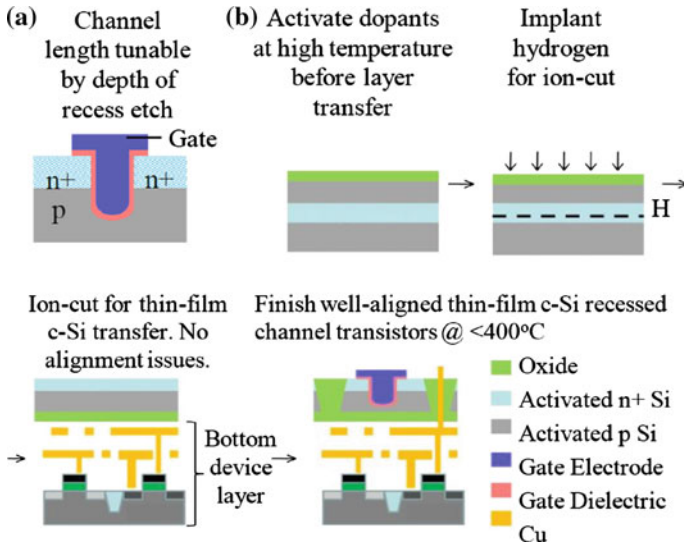 (a)
Channel
length tunable
by depth of
recess etch
Gate
n+
n+
p
(b)
Activate dopants
at high temperature
before layer
transfer
Implant
hydrogen
for ion-cut
H
Ion-cut for thin-film
c-Si transfer. No
alignment issues.
Bottom
device
layer
Finish well-aligned thin-film c-Si recessed
channel transistors @ <400°C
Oxide
Activated n+ Si
Activated p Si
Gate Electrode
Gate Dielectric
Cu